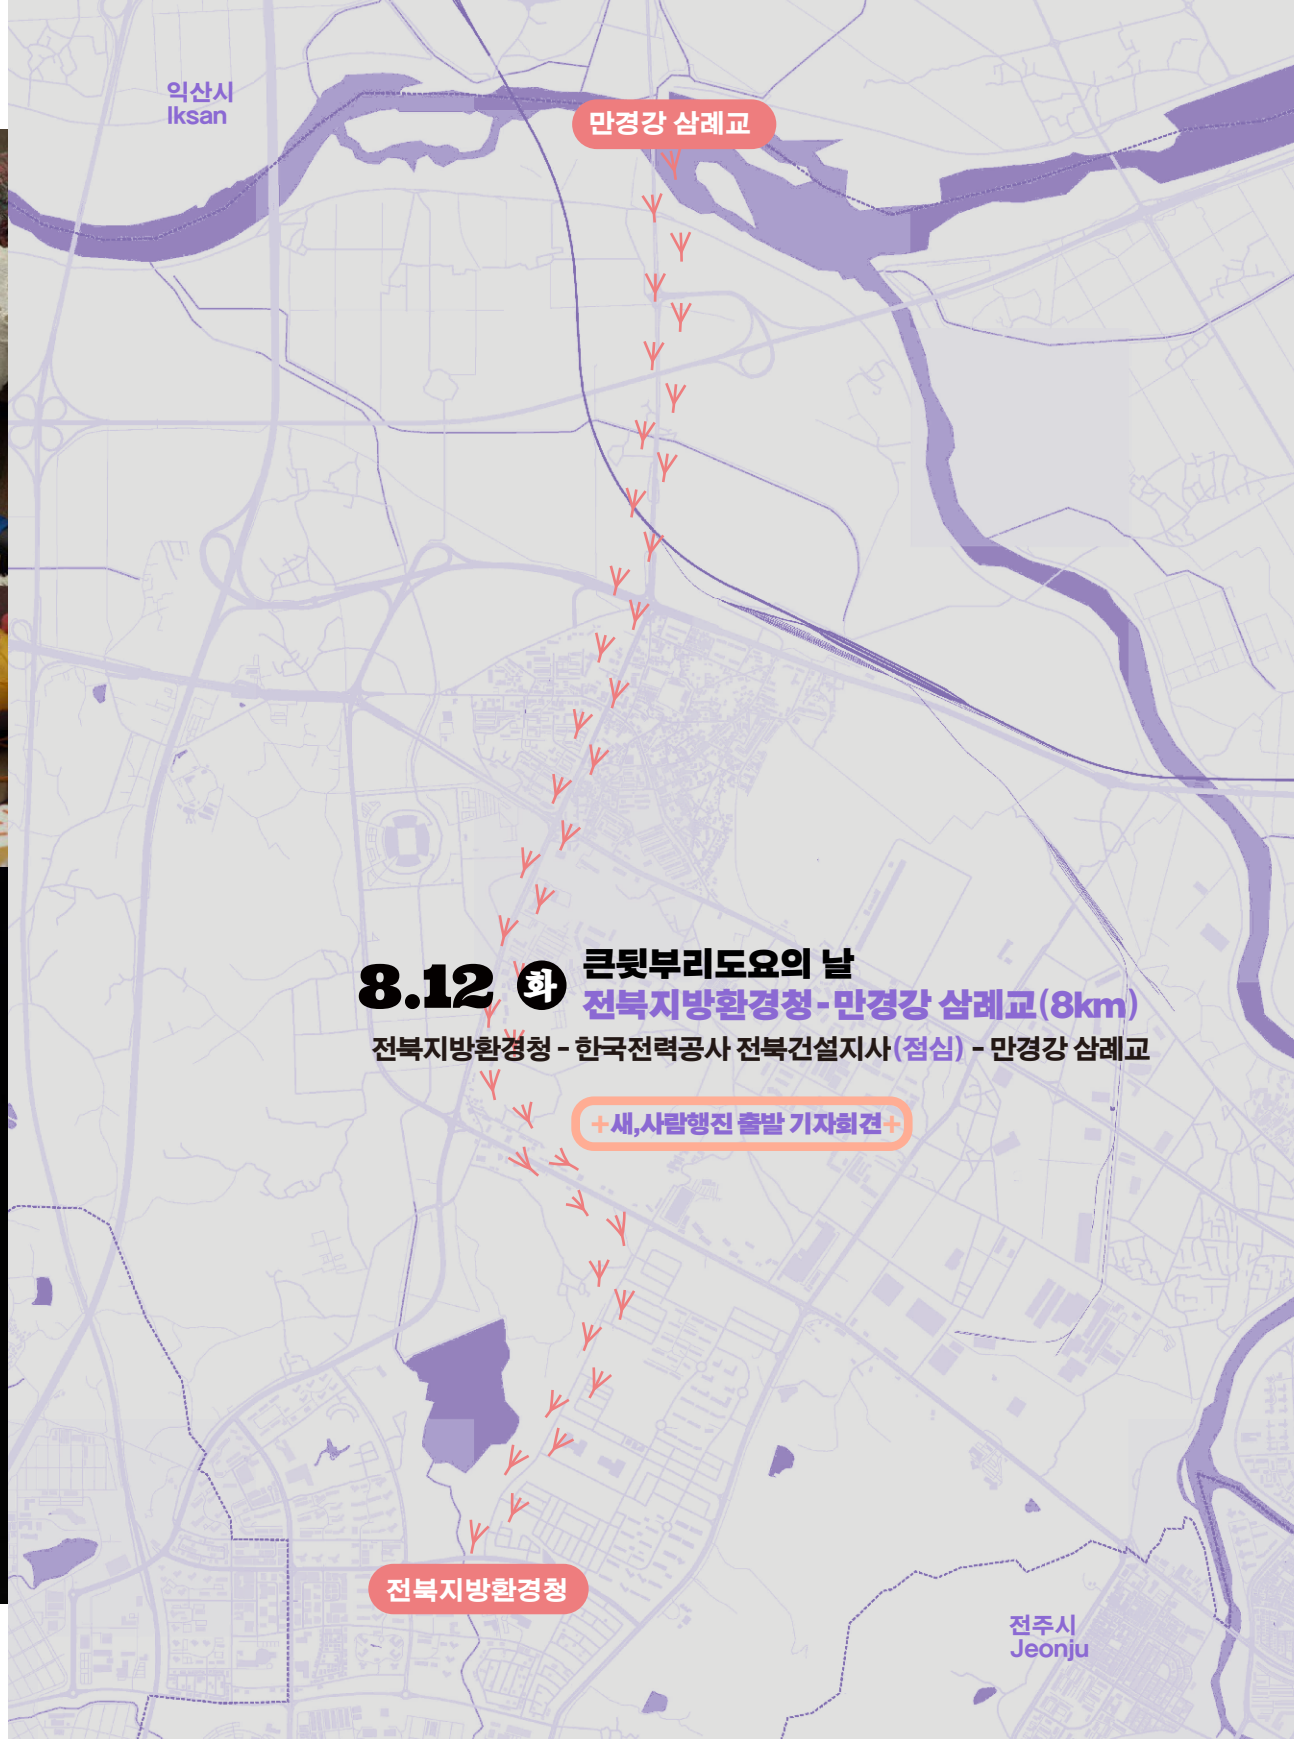 익산시
Iksan
만경강 삼례교
8.12 화
큰뒷부리도요의 날
전북지방환경청-만경강 삼례교(8km)
전북지방환경청 - 한국전력공사 전북건설지사(점심) - 만경강 삼례교
+새,사람행진 출발 기자회견+
전북지방환경청
전주시
Jeonju